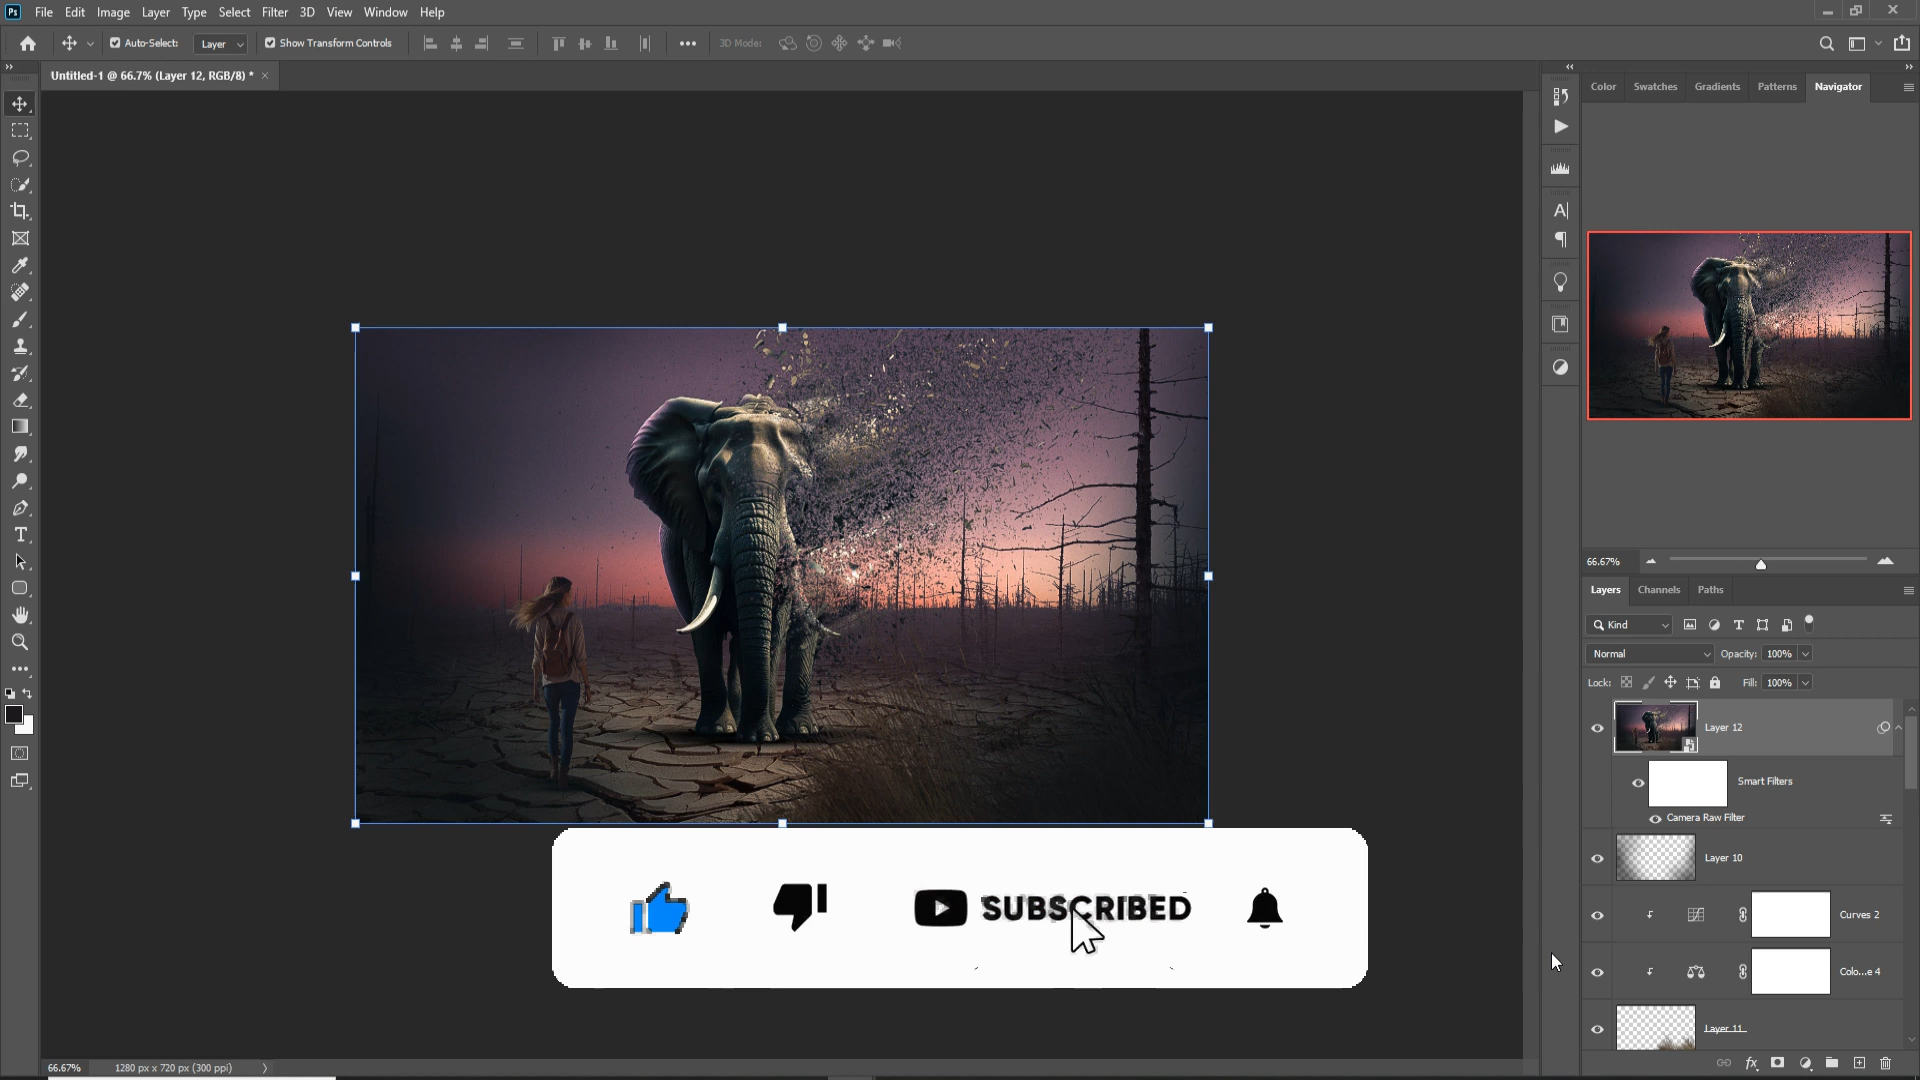 Ps File Edit Image Layer Type Select Filter 3D View Window Help
Auto-Select: Layer Show Transform Controls 3D Mode:
Untitled-1 @ 66.7% (Layer 12, RGB/8) *
Color Swatches Gradients Patterns Navigator
66.67%
Layers Channels Paths
Kind
Normal Opacity: 100%
Lock: Fill: 100%
Layer 12
Smart Filters
Camera Raw Filter
Layer 10
Curves 2
Colo...e 4
Layer 11
SUBSCRIBED
66.67% 1280 px x 720 px (300 ppi)